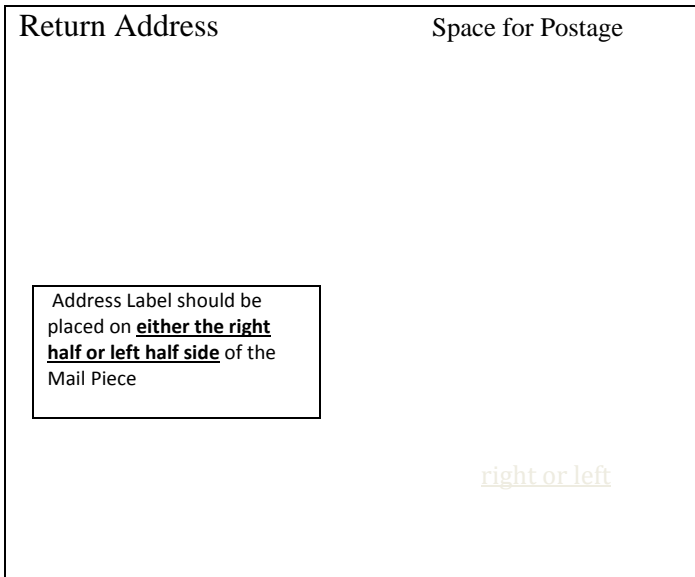 Return Address
Space for Postage
Address Label should be
placed on either the right
half or left half side of the
Mail Piece
right or left